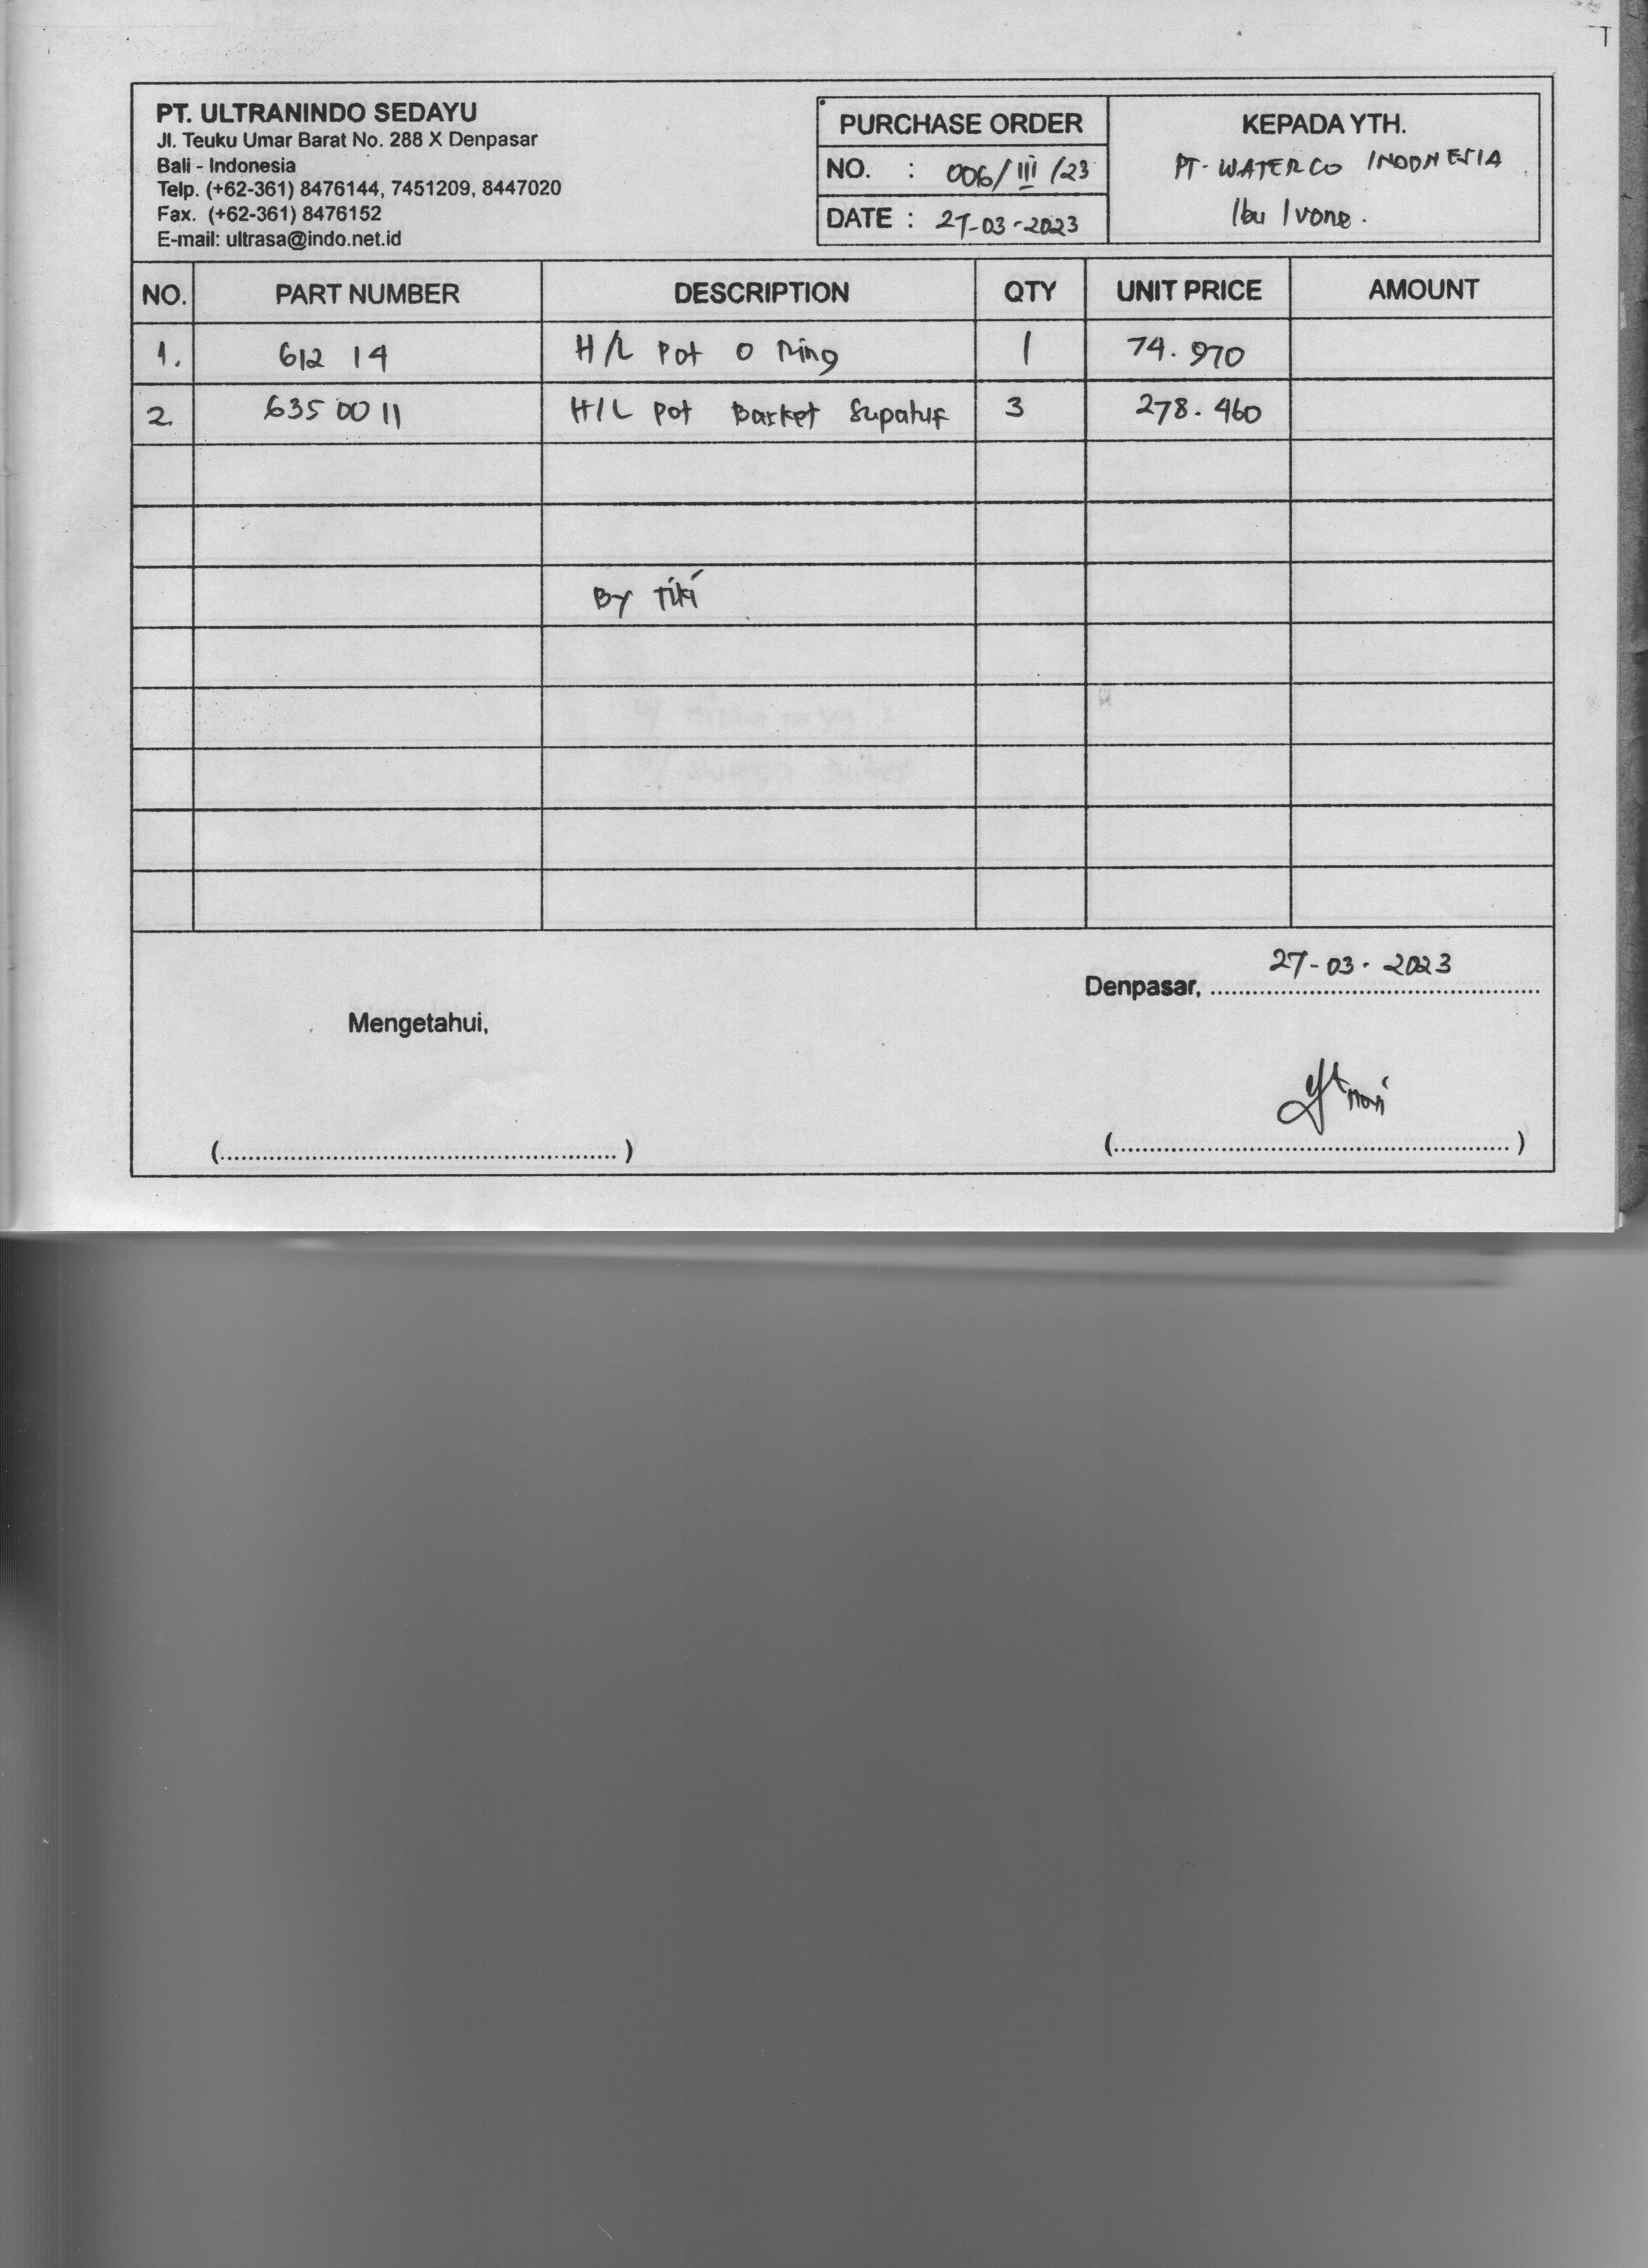 PT. ULTRANINDO SEDAYU
Jl. Teuku Umar Barat No. 288 X Denpasar
Bali - Indonesia
Telp. (+62-361) 8476144, 7451209, 8447020
Fax. (+62-361) 8476152
E-mail: ultrasa@indo.net.id
PURCHASE ORDER
NO. : 006/III/23
DATE : 27-03-2023
KEPADA YTH.
PT. WATERCO INDONESIA
Ibu Ivone.
NO. PART NUMBER DESCRIPTION QTY UNIT PRICE AMOUNT
1. 612 14 H/L Pot O Ring 1 74.970
2. 635 00 11 H/L Pot Basket Supatuf 3 278.460
By Tiki
Denpasar, 27-03-2023
Mengetahui,
(..........) (..........)